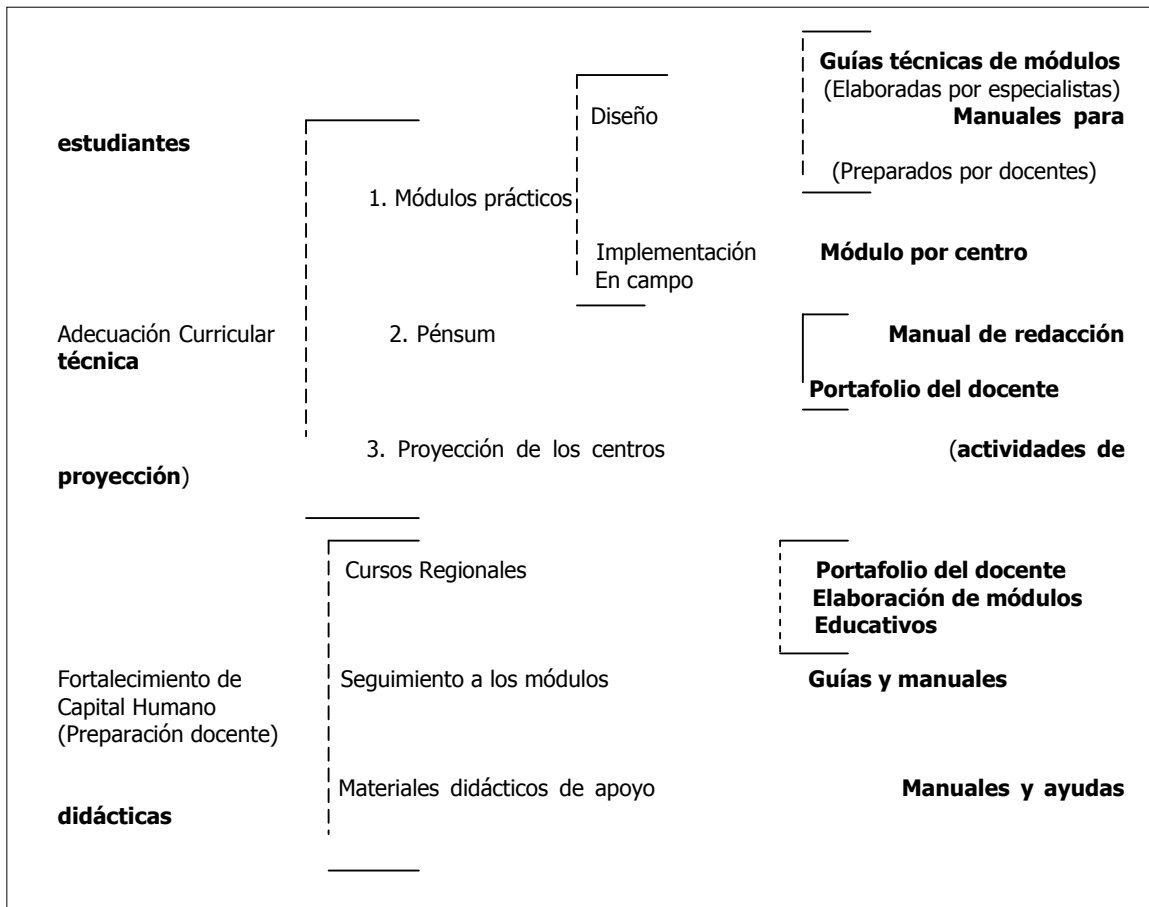 Guías técnicas de módulos
(Elaboradas por especialistas)
Diseño Manuales para
estudiantes
(Preparados por docentes)
1. Módulos prácticos
Implementación Módulo por centro
En campo
Adecuación Curricular 2. Pénsum Manual de redacción
técnica
Portafolio del docente
3. Proyección de los centros (actividades de
proyección)
Cursos Regionales Portafolio del docente
Elaboración de módulos
Educativos
Fortalecimiento de Seguimiento a los módulos Guías y manuales
Capital Humano
(Preparación docente)
Materiales didácticos de apoyo Manuales y ayudas
didácticas